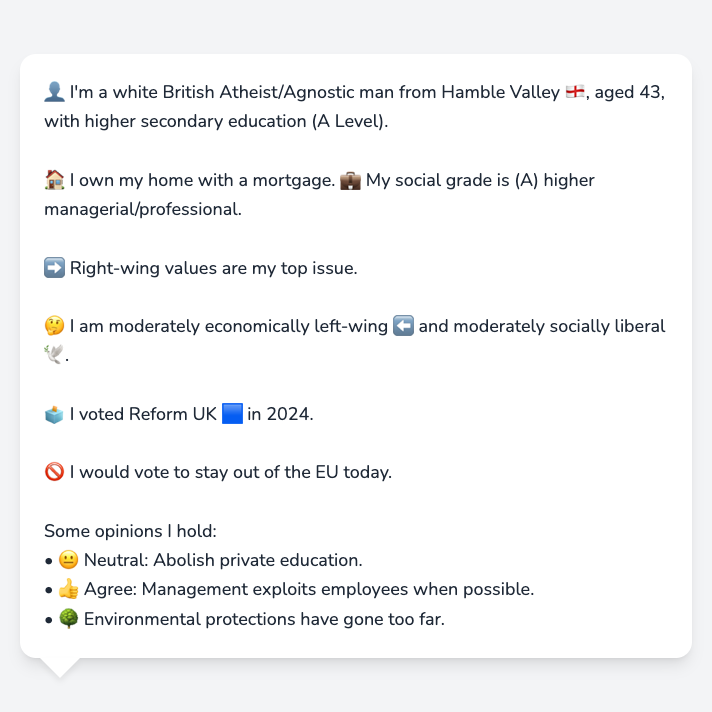 👤 I'm a white British Atheist/Agnostic man from Hamble Valley 🏴󠁧󠁢󠁥󠁮󠁧󠁿, aged 43,
with higher secondary education (A Level).
🏠 I own my home with a mortgage. 💼 My social grade is (A) higher
managerial/professional.
➡️ Right-wing values are my top issue.
🤔 I am moderately economically left-wing ⬅️ and moderately socially liberal
🕊️.
🗳️ I voted Reform UK 🟦 in 2024.
🚫 I would vote to stay out of the EU today.
Some opinions I hold:
• 😐 Neutral: Abolish private education.
• 👍 Agree: Management exploits employees when possible.
• 🌳 Environmental protections have gone too far.